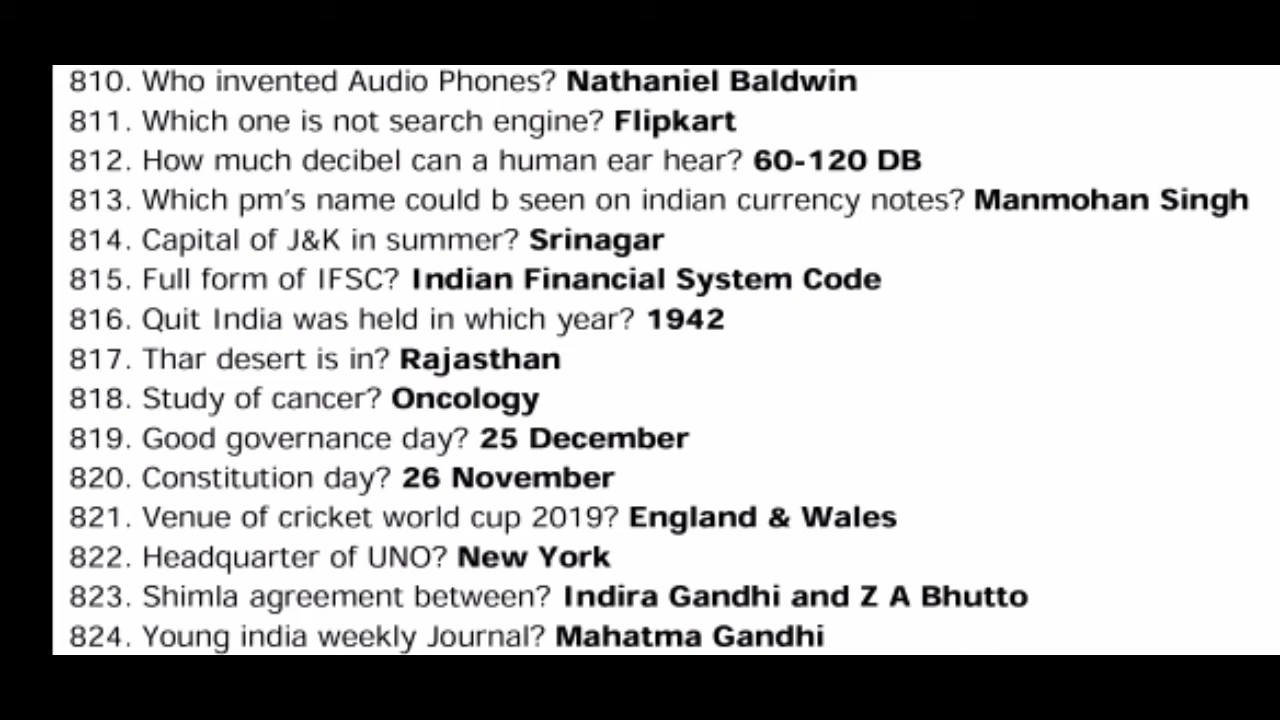 810. Who invented Audio Phones? Nathaniel Baldwin
811. Which one is not search engine? Flipkart
812. How much decibel can a human ear hear? 60-120 DB
813. Which pm's name could b seen on indian currency notes? Manmohan Singh
814. Capital of J&K in summer? Srinagar
815. Full form of IFSC? Indian Financial System Code
816. Quit India was held in which year? 1942
817. Thar desert is in? Rajasthan
818. Study of cancer? Oncology
819. Good governance day? 25 December
820. Constitution day? 26 November
821. Venue of cricket world cup 2019? England & Wales
822. Headquarter of UNO? New York
823. Shimla agreement between? Indira Gandhi and Z A Bhutto
824. Young india weekly Journal? Mahatma Gandhi